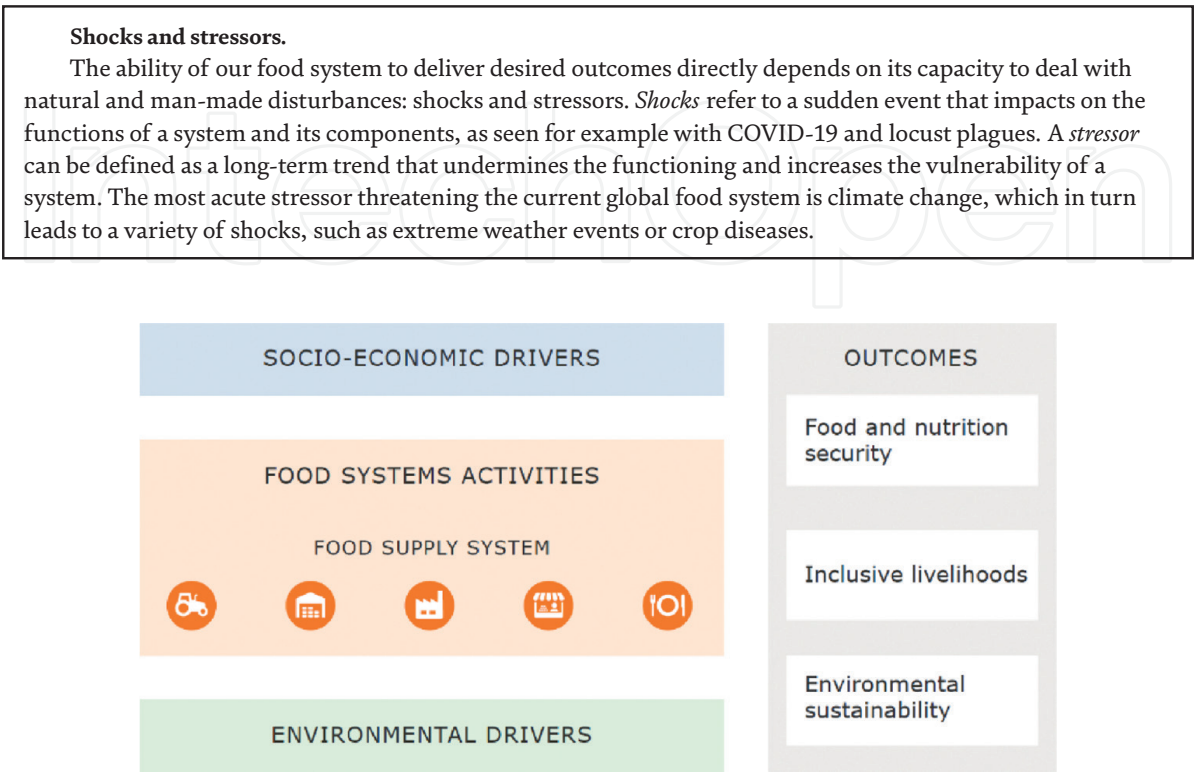 Shocks and stressors.
The ability of our food system to deliver desired outcomes directly depends on its capacity to deal with
natural and man-made disturbances: shocks and stressors. Shocks refer to a sudden event that impacts on the
functions of a system and its components, as seen for example with COVID-19 and locust plagues. A stressor
can be defined as a long-term trend that undermines the functioning and increases the vulnerability of a
system. The most acute stressor threatening the current global food system is climate change, which in turn
leads to a variety of shocks, such as extreme weather events or crop diseases.
IntechOpen
SOCIO-ECONOMIC DRIVERS
FOOD SYSTEMS ACTIVITIES
FOOD SUPPLY SYSTEM
ENVIRONMENTAL DRIVERS
OUTCOMES
Food and nutrition
security
Inclusive livelihoods
Environmental
sustainability